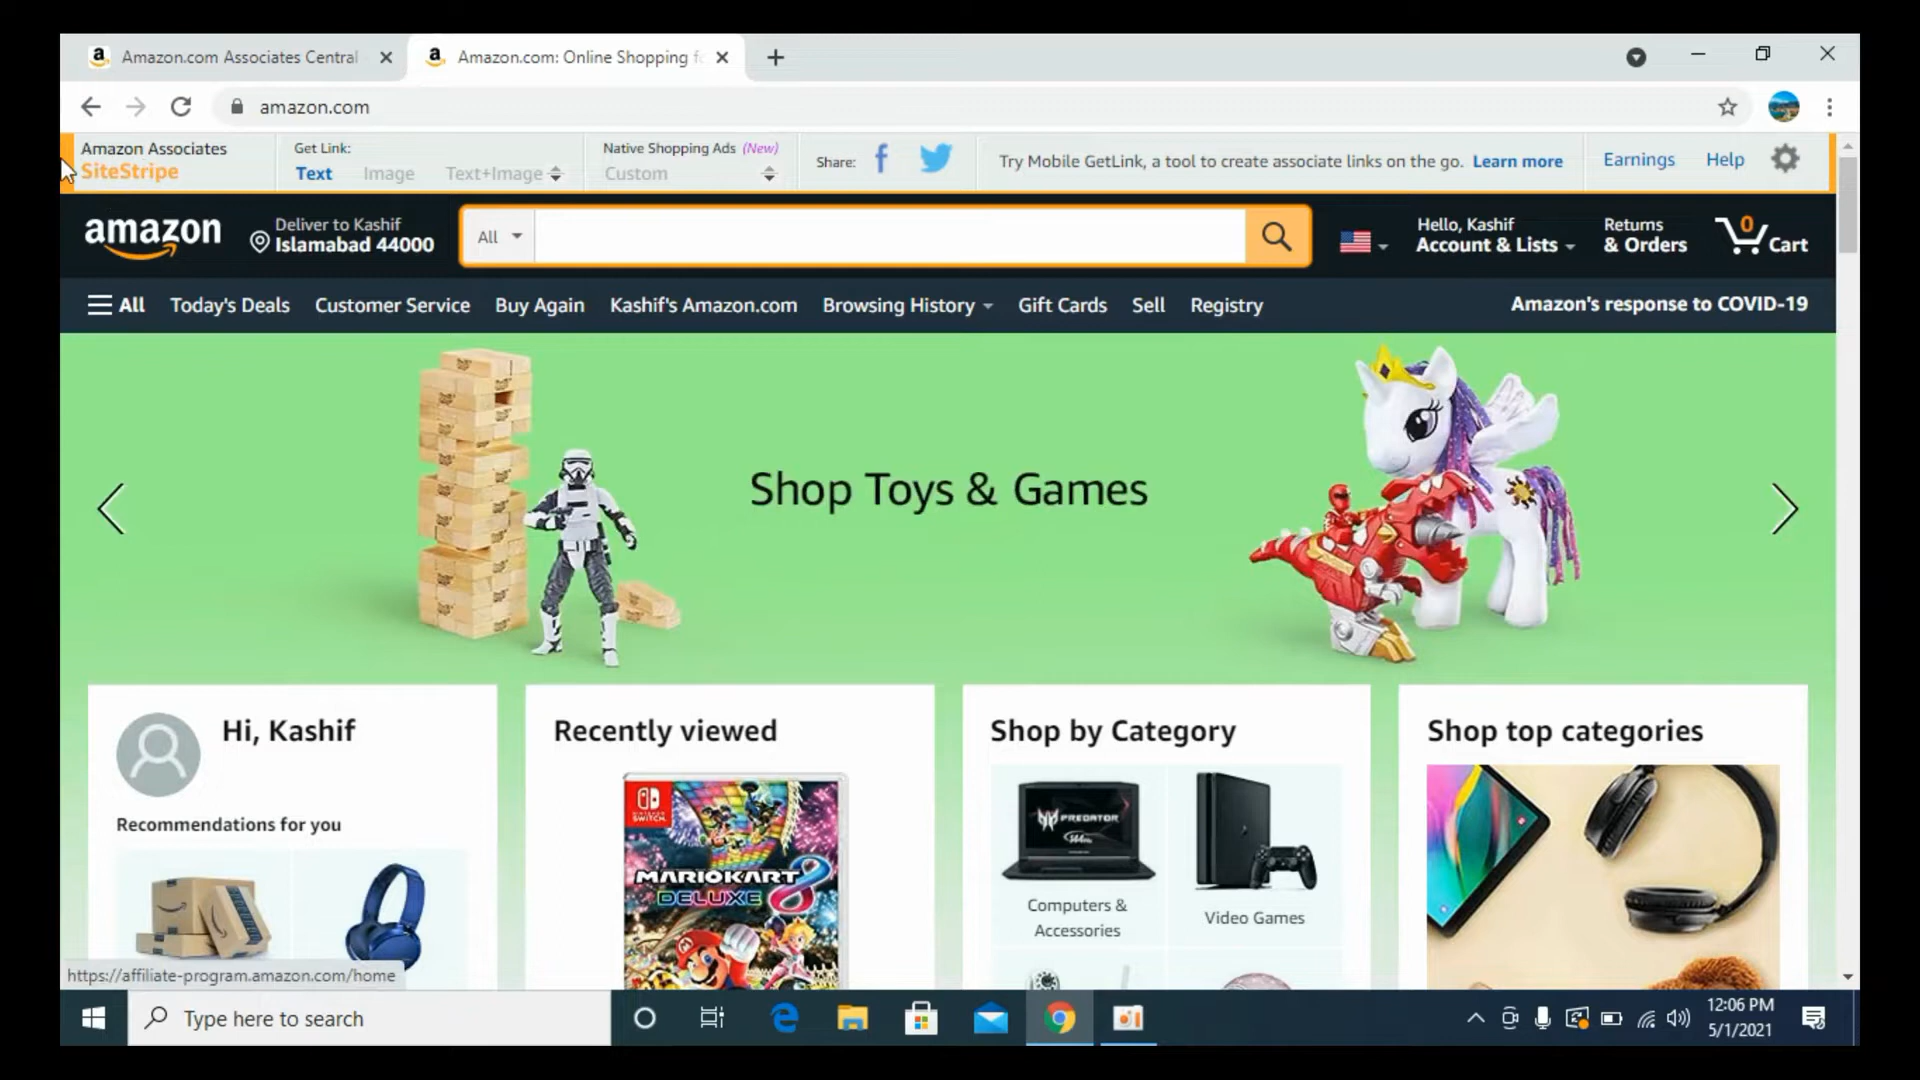 Amazon.com Associates Central
Amazon.com: Online Shopping f
amazon.com
Amazon Associates
SiteStripe
Get Link:
Text Image Text+Image
Native Shopping Ads (New)
Custom
Share:
Try Mobile GetLink, a tool to create associate links on the go. Learn more
Earnings Help
amazon
Deliver to Kashif
Islamabad 44000
All
Hello, Kashif
Account & Lists
Returns
& Orders
0
Cart
All Today's Deals Customer Service Buy Again Kashif's Amazon.com Browsing History Gift Cards Sell Registry
Amazon's response to COVID-19
Shop Toys & Games
Hi, Kashif
Recommendations for you
Recently viewed
NINTENDO
SWITCH
MARIOKART 8
DELUXE
Shop by Category
PREDATOR
144Hz
Computers &
Accessories
Video Games
Shop top categories
https://affiliate-program.amazon.com/home
Type here to search
12:06 PM
5/1/2021